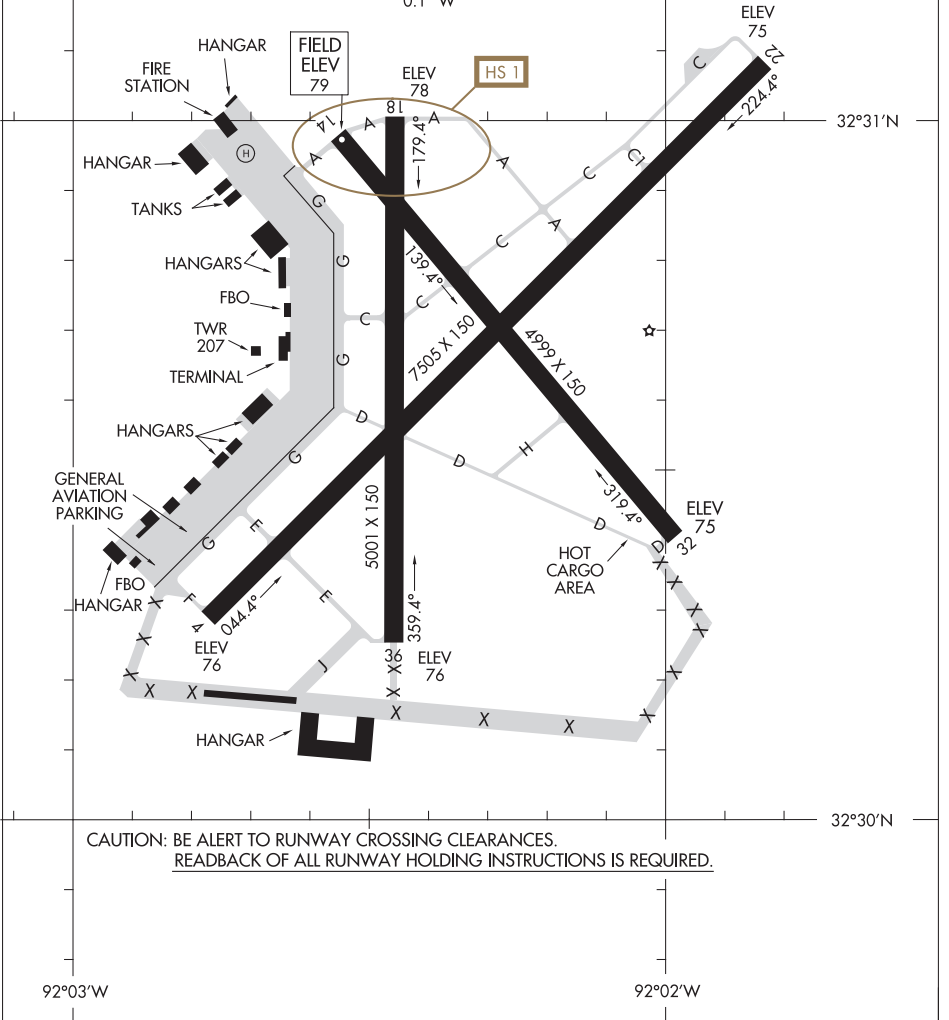 0.1° W
ELEV
75
HANGAR
FIELD
ELEV
79
FIRE
STATION
ELEV
78
HS 1
22
C
224.4°
18
14
A
A
A
179.4°
32°31'N
H
HANGAR
A
A
C1
C
TANKS
G
A
C
HANGARS
G
139.4°
FBO
C
C
TWR
207
7505 X 150
4999 X 150
G
TERMINAL
D
HANGARS
H
G
D
GENERAL
AVIATION
PARKING
5001 X 150
319.4°
ELEV
75
E
D
G
32
D
HOT
CARGO
AREA
FBO
HANGAR
F
E
X
X
X
044.4°
359.4°
4
X
X
X
ELEV
76
36
ELEV
76
J
X
X
X
X
X
X
X
X
X
X
X
HANGAR
32°30'N
CAUTION: BE ALERT TO RUNWAY CROSSING CLEARANCES.
READBACK OF ALL RUNWAY HOLDING INSTRUCTIONS IS REQUIRED.
92°03'W
92°02'W